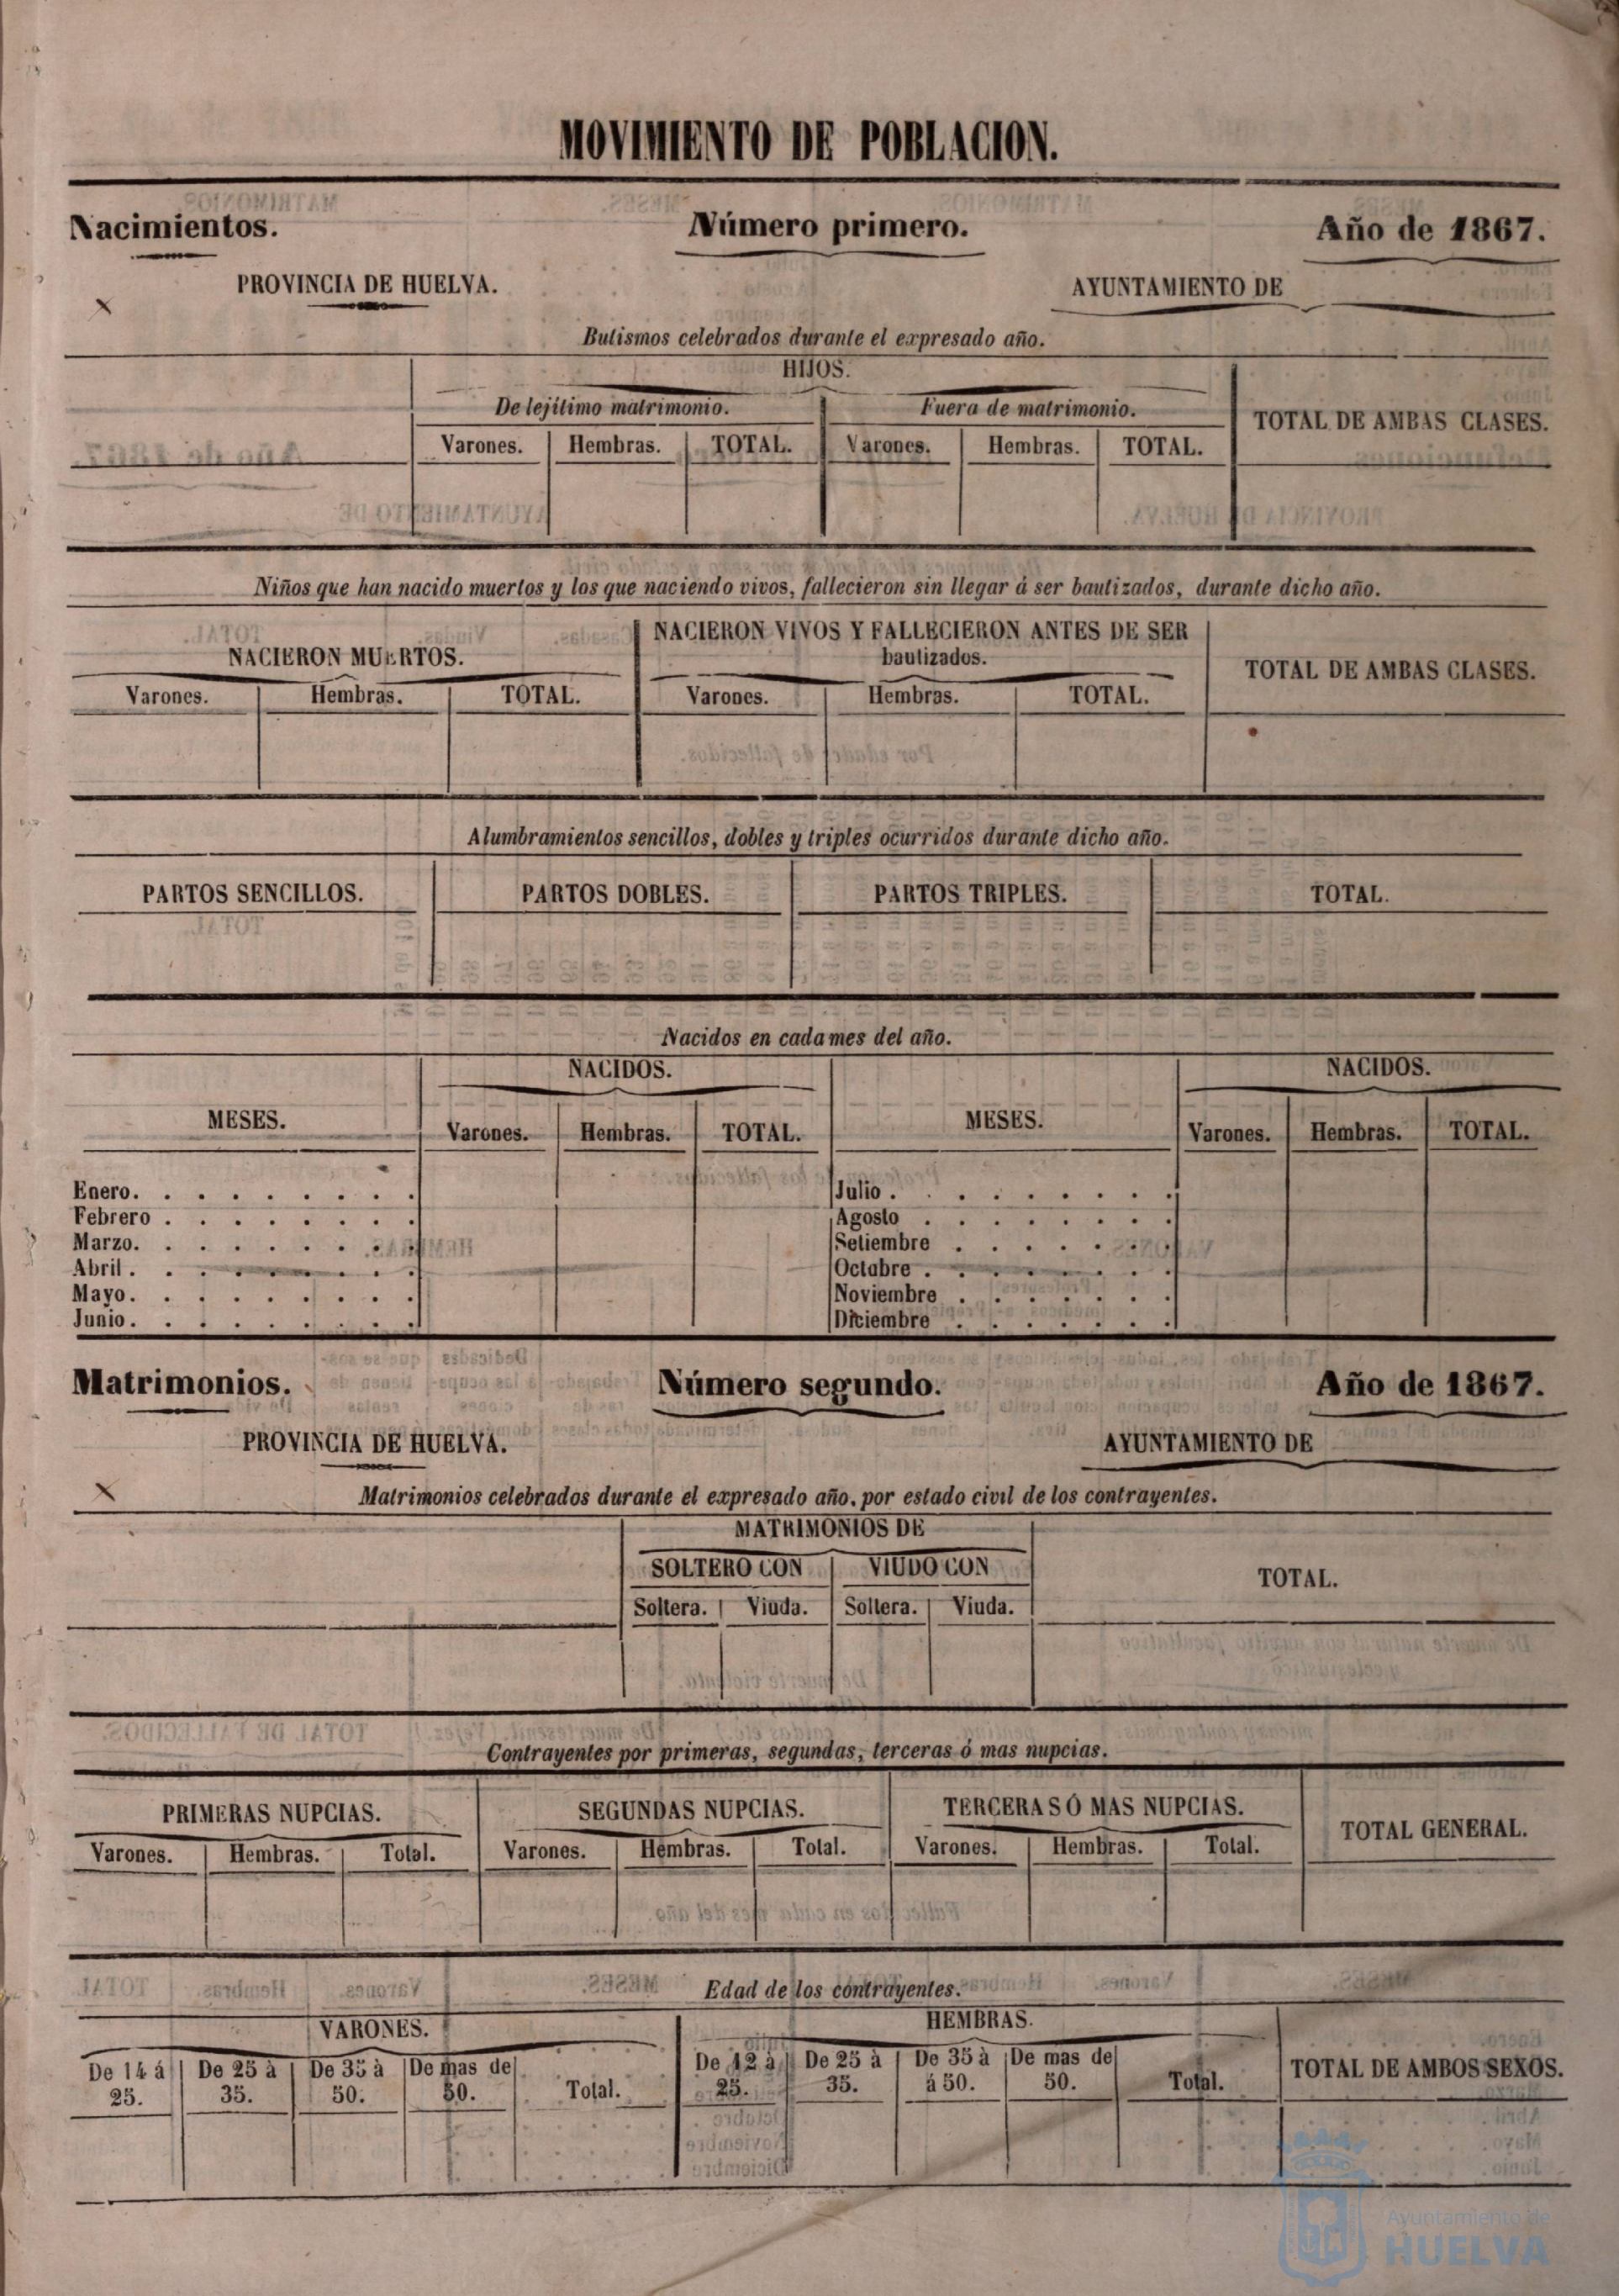 MOVIMIENTO DE POBLACION.
Nacimientos. Número primero. Año de 1867.
PROVINCIA DE HUELVA. AYUNTAMIENTO DE
Butismos celebrados durante el expresado año.
HIJOS.
De lejítimo matrimonio. Fuera de matrimonio. TOTAL DE AMBAS CLASES.
Varones. Hembras. TOTAL. Varones. Hembras. TOTAL.
Niños que han nacido muertos y los que naciendo vivos, fallecieron sin llegar á ser bautizados, durante dicho año.
NACIERON MUERTOS. NACIERON VIVOS Y FALLECIERON ANTES DE SER
bautizados. TOTAL DE AMBAS CLASES.
Varones. Hembras. TOTAL. Varones. Hembras. TOTAL.
Alumbramientos sencillos, dobles y triples ocurridos durante dicho año.
PARTOS SENCILLOS. PARTOS DOBLES. PARTOS TRIPLES. TOTAL.
Nacidos en cada mes del año.
NACIDOS. NACIDOS.
MESES. Varones. Hembras. TOTAL. MESES. Varones. Hembras. TOTAL.
Enero. . . . . . . . . Julio . . . . . . . .
Febrero . . . . . . . . Agosto . . . . . . . .
Marzo. . . . . . . . . Setiembre . . . . . . .
Abril . . . . . . . . . Octubre . . . . . . . .
Mayo. . . . . . . . . Noviembre . . . . . . .
Junio. . . . . . . . . Diciembre . . . . . . .
Matrimonios. Número segundo. Año de 1867.
PROVINCIA DE HUELVA. AYUNTAMIENTO DE
Matrimonios celebrados durante el expresado año, por estado civil de los contrayentes.
MATRIMONIOS DE
SOLTERO CON VIUDO CON TOTAL.
Soltera. Viuda. Soltera. Viuda.
Contrayentes por primeras, segundas, terceras ó mas nupcias.
PRIMERAS NUPCIAS. SEGUNDAS NUPCIAS. TERCERAS Ó MAS NUPCIAS. TOTAL GENERAL.
Varones. Hembras. Total. Varones. Hembras. Total. Varones. Hembras. Total.
Edad de los contrayentes.
VARONES. HEMBRAS.
De 14 á De 25 à De 35 à De mas de De 12 à De 25 à De 35 à De mas de TOTAL DE AMBOS SEXOS.
25. 35. 50. 50. Total. 25. 35. á 50. 50. Total.
Ayuntamiento de
HUELVA